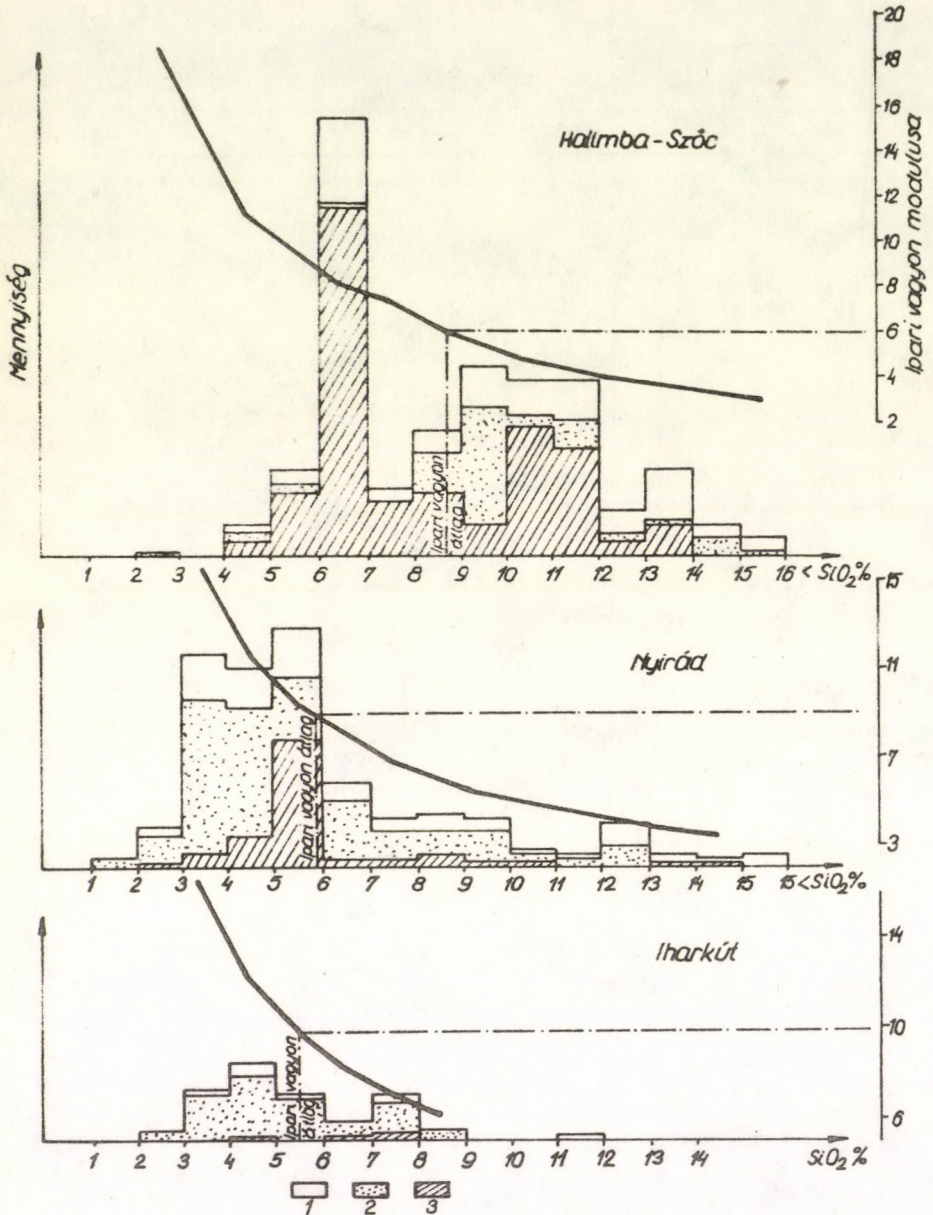 Mennyiség
Halimba-Szőc
Ipari vagyon modulusa
20
18
16
14
12
10
8
6
4
2
Ipari vagyon
átlag
1 2 3 4 5 6 7 8 9 10 11 12 13 14 15 16 < SiO2%
Nyirád
15
11
7
3
Ipari vagyon átlag
1 2 3 4 5 6 7 8 9 10 11 12 13 14 15 15<SiO2%
Iharkút
14
10
6
Ipari vagyon
átlag
1 2 3 4 5 6 7 8 9 10 11 12 13 14 SiO2%
1 2 3